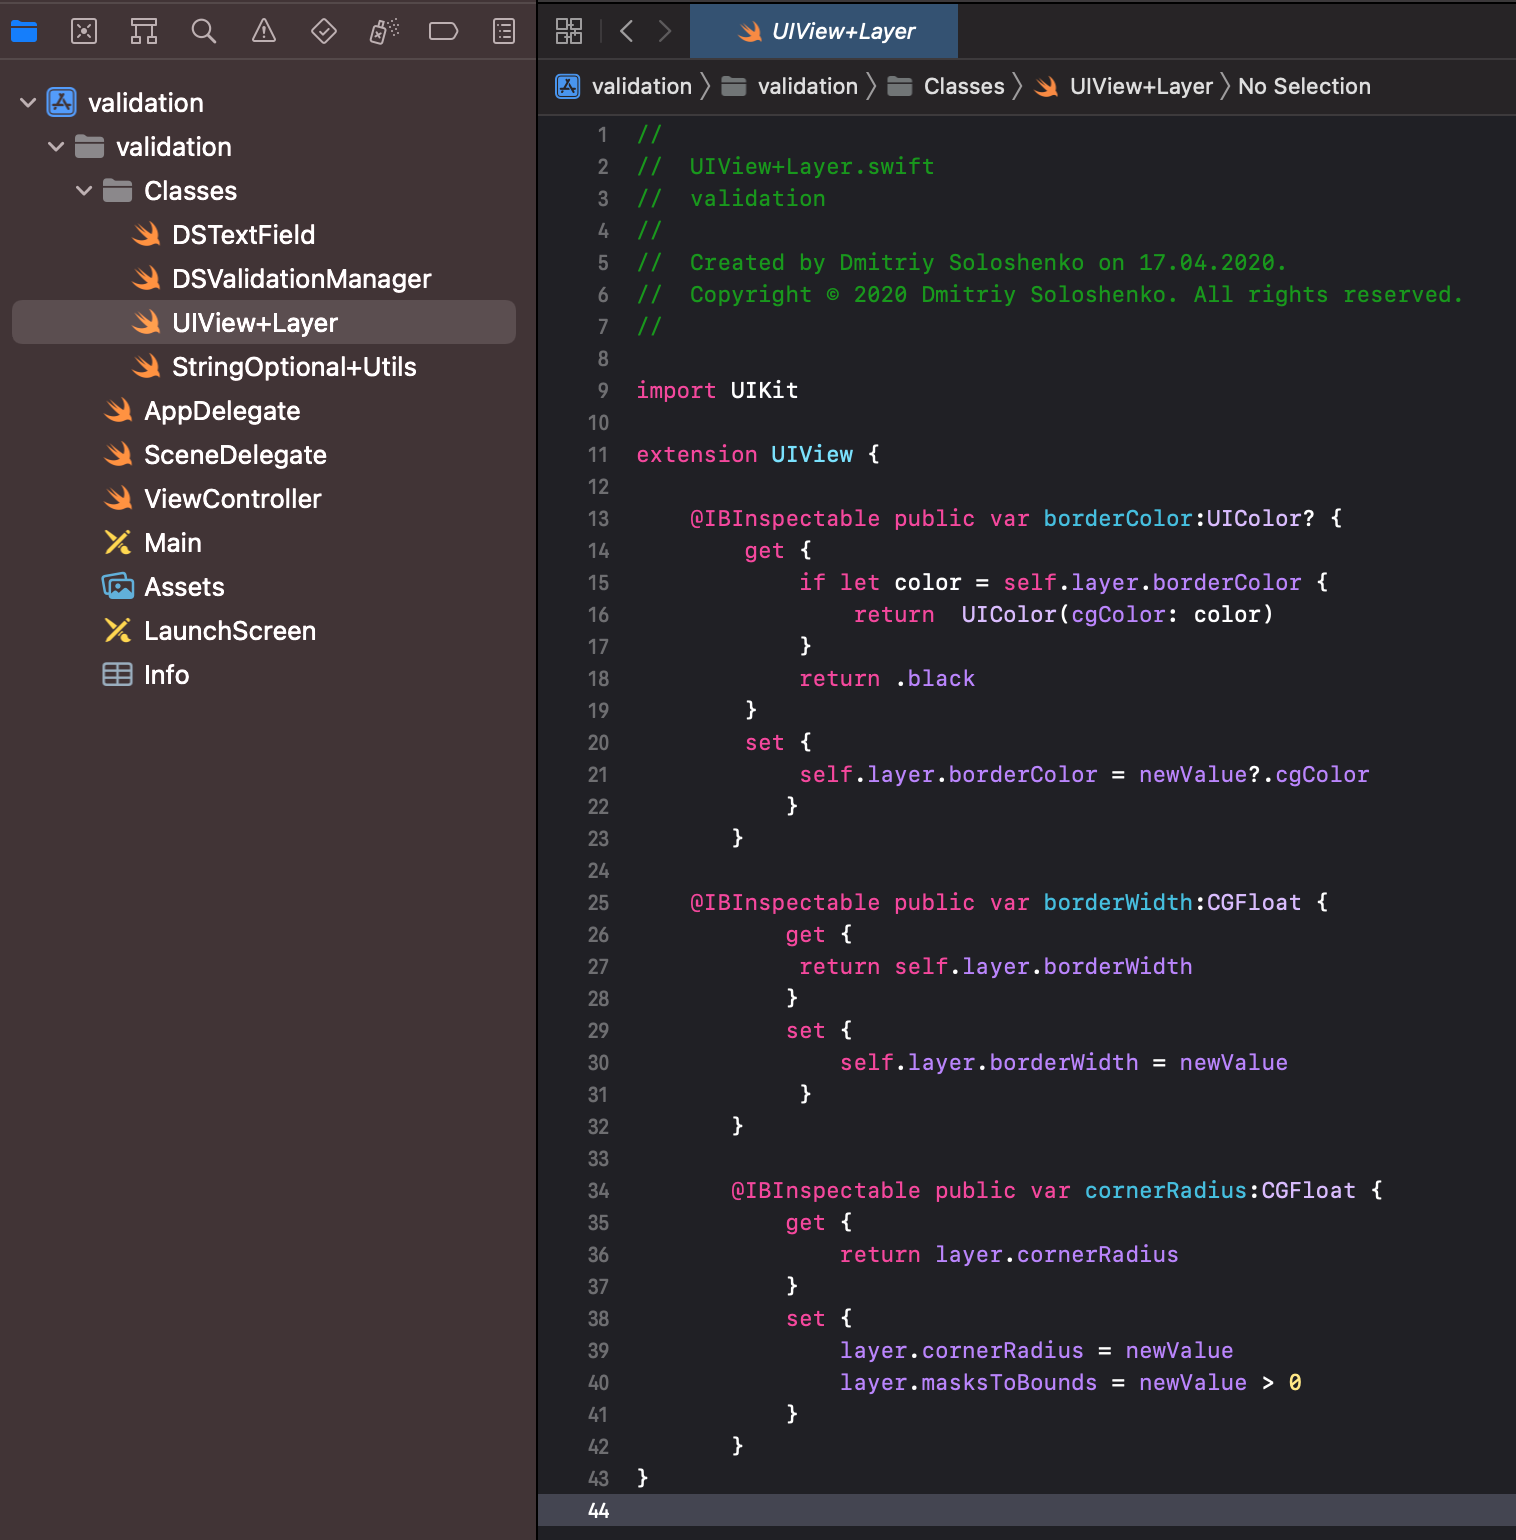 validation
validation
Classes
DSTextField
DSValidationManager
UIView+Layer
StringOptional+Utils
AppDelegate
SceneDelegate
ViewController
Main
Assets
LaunchScreen
Info
UIView+Layer
validation 〉 validation 〉 Classes 〉 UIView+Layer 〉 No Selection
1 //
2 //  UIView+Layer.swift
3 //  validation
4 //
5 //  Created by Dmitriy Soloshenko on 17.04.2020.
6 //  Copyright © 2020 Dmitriy Soloshenko. All rights reserved.
7 //
8
9 import UIKit
10
11 extension UIView {
12
13     @IBInspectable public var borderColor:UIColor? {
14         get {
15             if let color = self.layer.borderColor {
16                 return  UIColor(cgColor: color)
17             }
18             return .black
19         }
20         set {
21             self.layer.borderColor = newValue?.cgColor
22            }
23        }
24
25     @IBInspectable public var borderWidth:CGFloat {
26            get {
27             return self.layer.borderWidth
28            }
29            set {
30                self.layer.borderWidth = newValue
31             }
32        }
33
34        @IBInspectable public var cornerRadius:CGFloat {
35            get {
36                return layer.cornerRadius
37            }
38            set {
39                layer.cornerRadius = newValue
40                layer.masksToBounds = newValue > 0
41            }
42        }
43 }
44